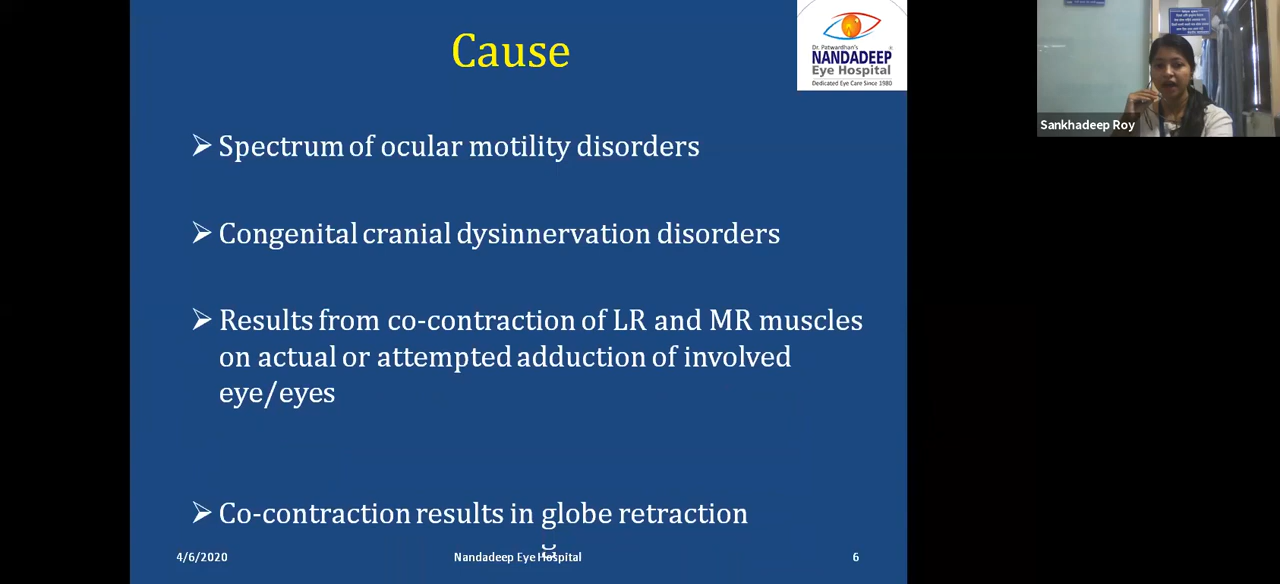 Cause
Dr. Patwardhan's
NANDADEEP
Eye Hospital
Dedicated Eye Care Since 1980
Sankhadeep Roy
➢ Spectrum of ocular motility disorders
➢ Congenital cranial dysinnervation disorders
➢ Results from co-contraction of LR and MR muscles
on actual or attempted adduction of involved
eye/eyes
➢ Co-contraction results in globe retraction
4/6/2020 Nandadeep Eye Hospital 6